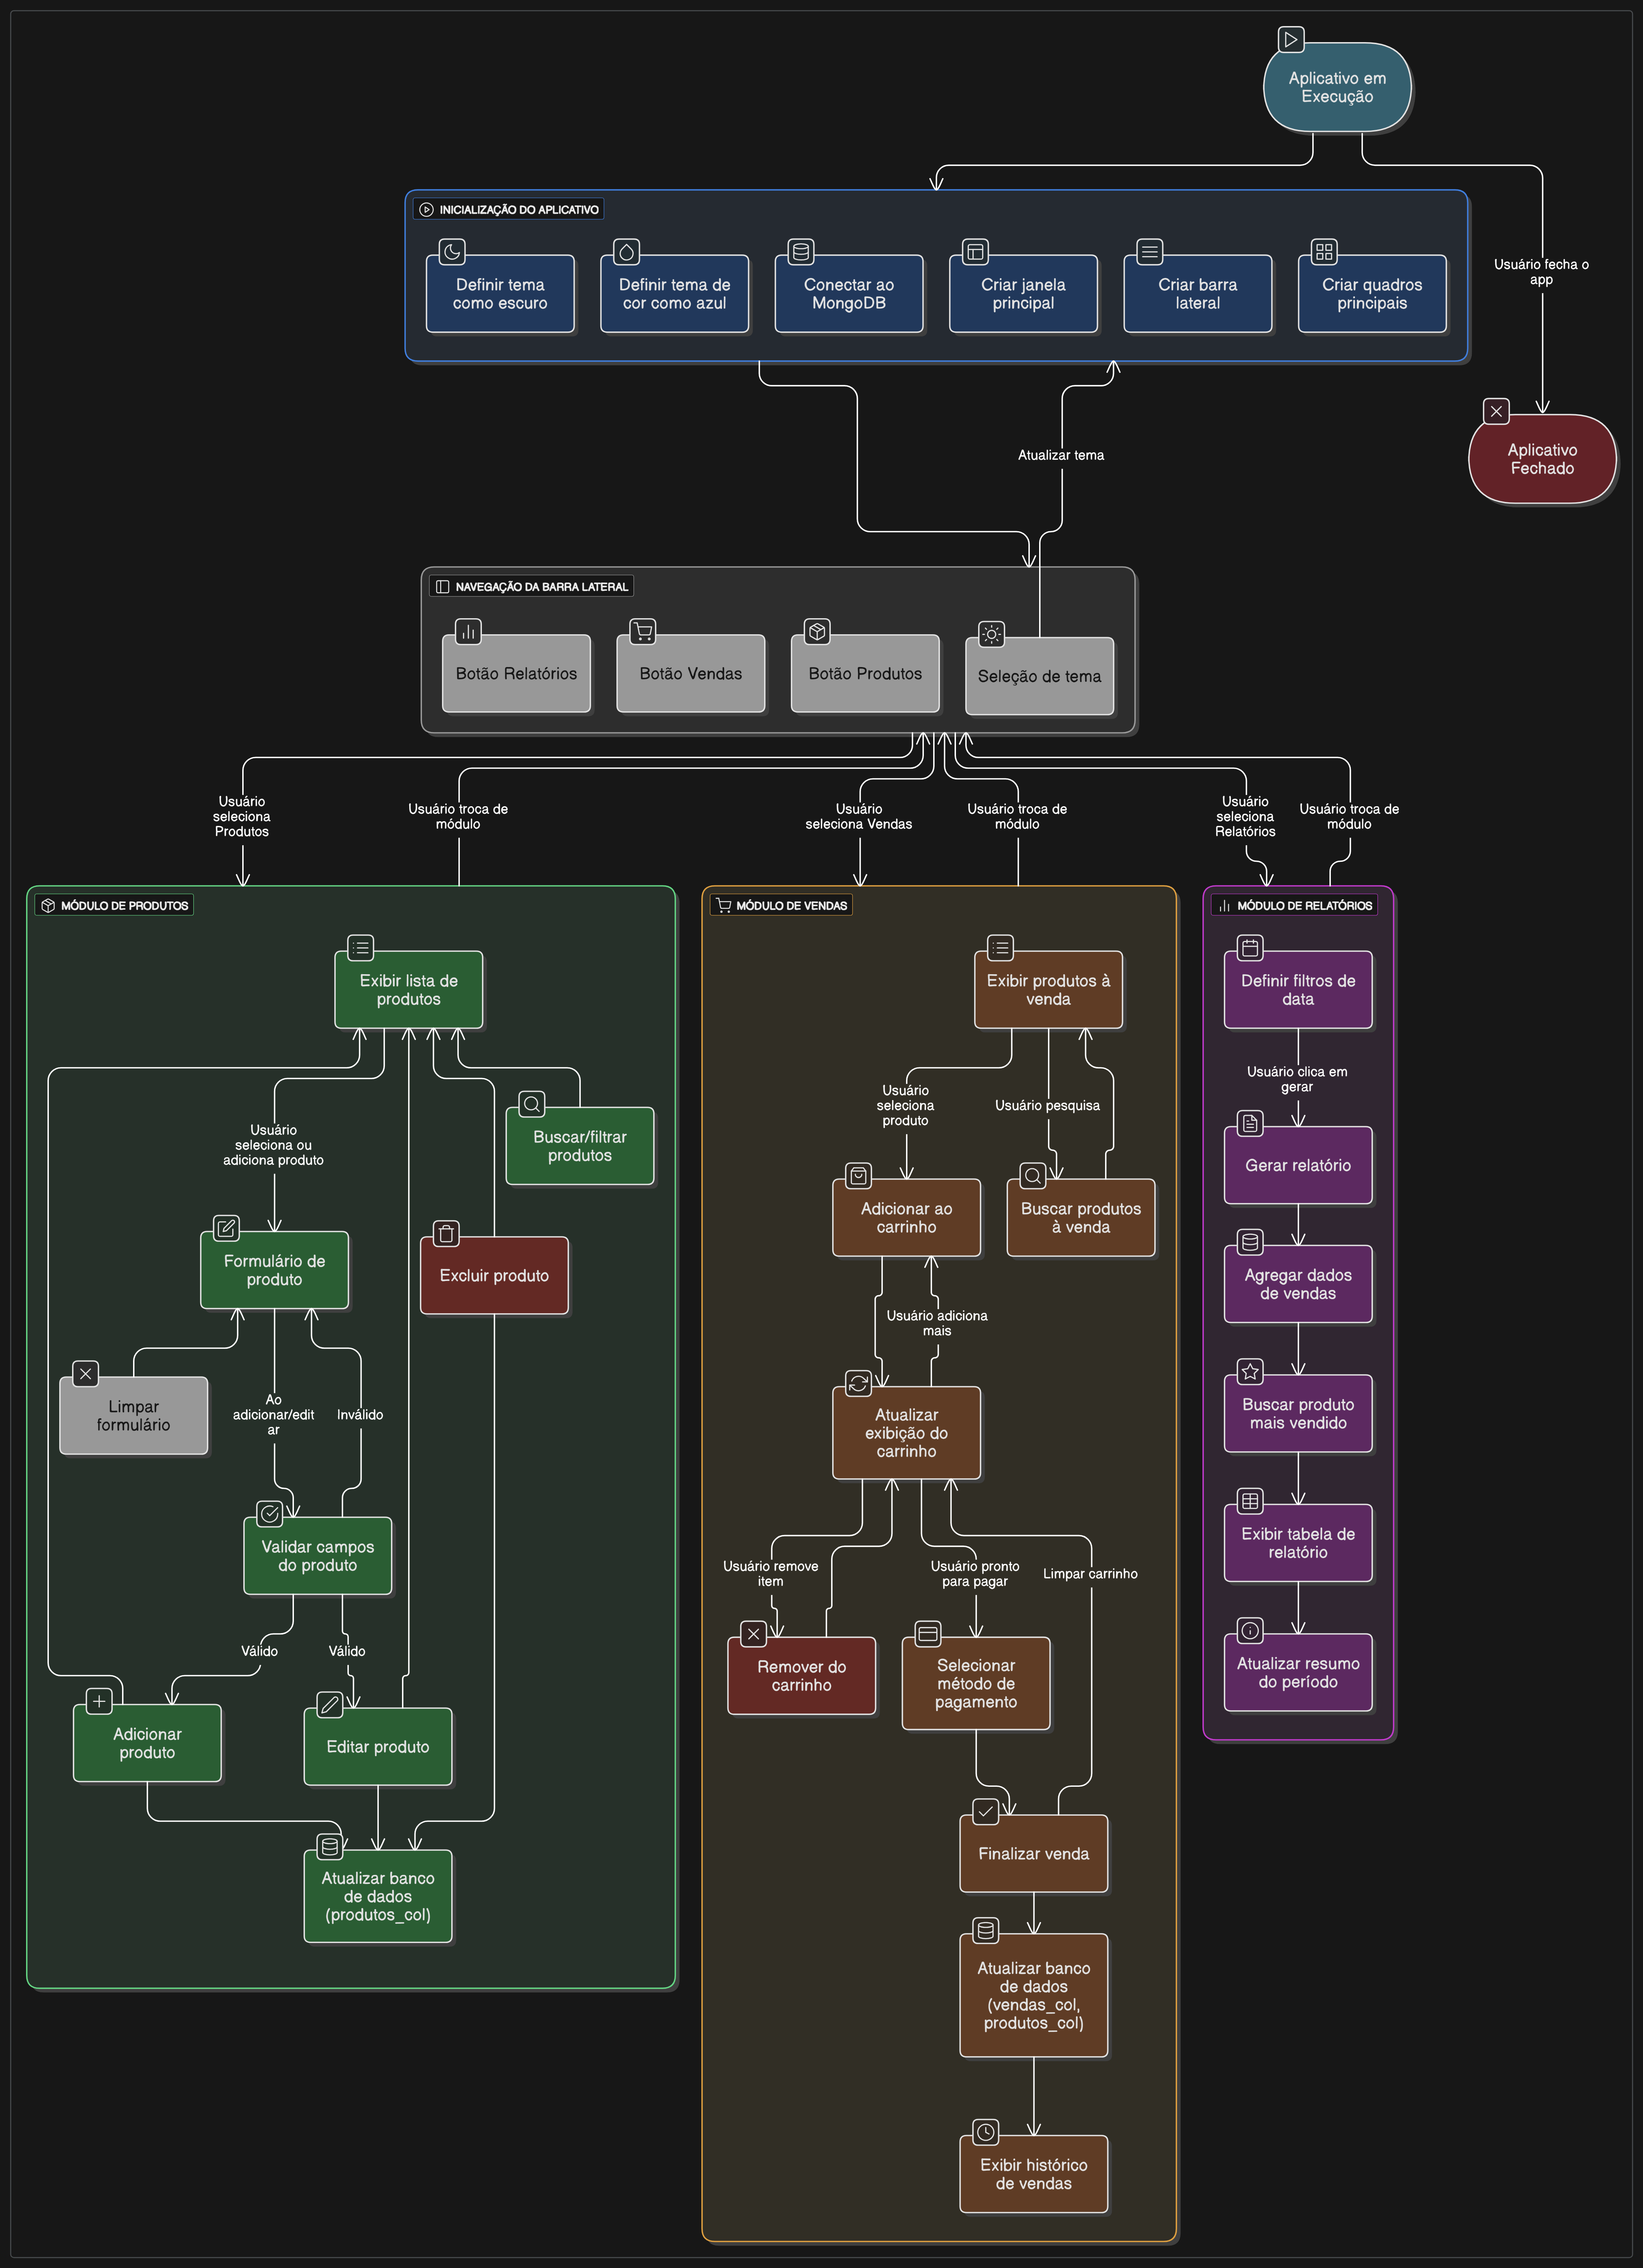 Aplicativo em
Execução
INICIALIZAÇÃO DO APLICATIVO
Definir tema
como escuro
Definir tema de
cor como azul
Conectar ao
MongoDB
Criar janela
principal
Criar barra
lateral
Criar quadros
principais
Usuário fecha o
app
Aplicativo
Fechado
Atualizar tema
NAVEGAÇÃO DA BARRA LATERAL
Botão Relatórios
Botão Vendas
Botão Produtos
Seleção de tema
Usuário
seleciona
Produtos
Usuário troca de
módulo
Usuário
seleciona Vendas
Usuário troca de
módulo
Usuário
seleciona
Relatórios
Usuário troca de
módulo
MÓDULO DE PRODUTOS
Exibir lista de
produtos
Usuário
seleciona ou
adiciona produto
Buscar/filtrar
produtos
Formulário de
produto
Excluir produto
Limpar
formulário
Ao
adicionar/edit
ar
Inválido
Validar campos
do produto
Válido
Válido
Adicionar
produto
Editar produto
Atualizar banco
de dados
(produtos_col)
MÓDULO DE VENDAS
Exibir produtos à
venda
Usuário
seleciona
produto
Usuário pesquisa
Adicionar ao
carrinho
Buscar produtos
à venda
Usuário adiciona
mais
Atualizar
exibição do
carrinho
Usuário remove
item
Usuário pronto
para pagar
Limpar carrinho
Remover do
carrinho
Selecionar
método de
pagamento
Finalizar venda
Atualizar banco
de dados
(vendas_col,
produtos_col)
Exibir histórico
de vendas
MÓDULO DE RELATÓRIOS
Definir filtros de
data
Usuário clica em
gerar
Gerar relatório
Agregar dados
de vendas
Buscar produto
mais vendido
Exibir tabela de
relatório
Atualizar resumo
do período